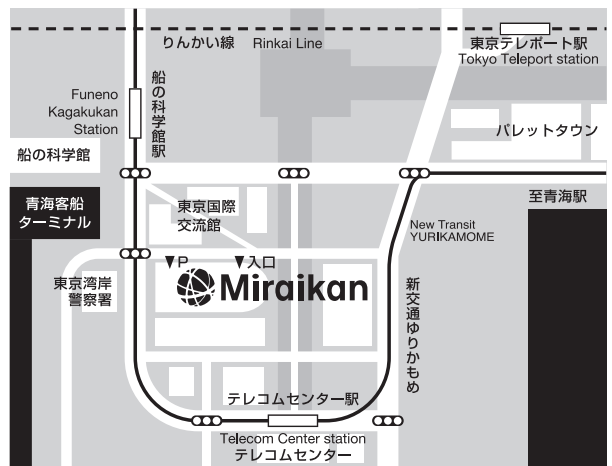 りんかい線 Rinkai Line
東京テレポート駅
Tokyo Teleport station
船の科学館駅
Funeno
Kagakukan
Station
船の科学館
パレットタウン
青海客船
ターミナル
東京国際
交流館
至青海駅
New Transit
YURIKAMOME
新交通ゆりかもめ
▼P ▼入口
Miraikan
東京湾岸
警察署
テレコムセンター駅
Telecom Center station
テレコムセンター